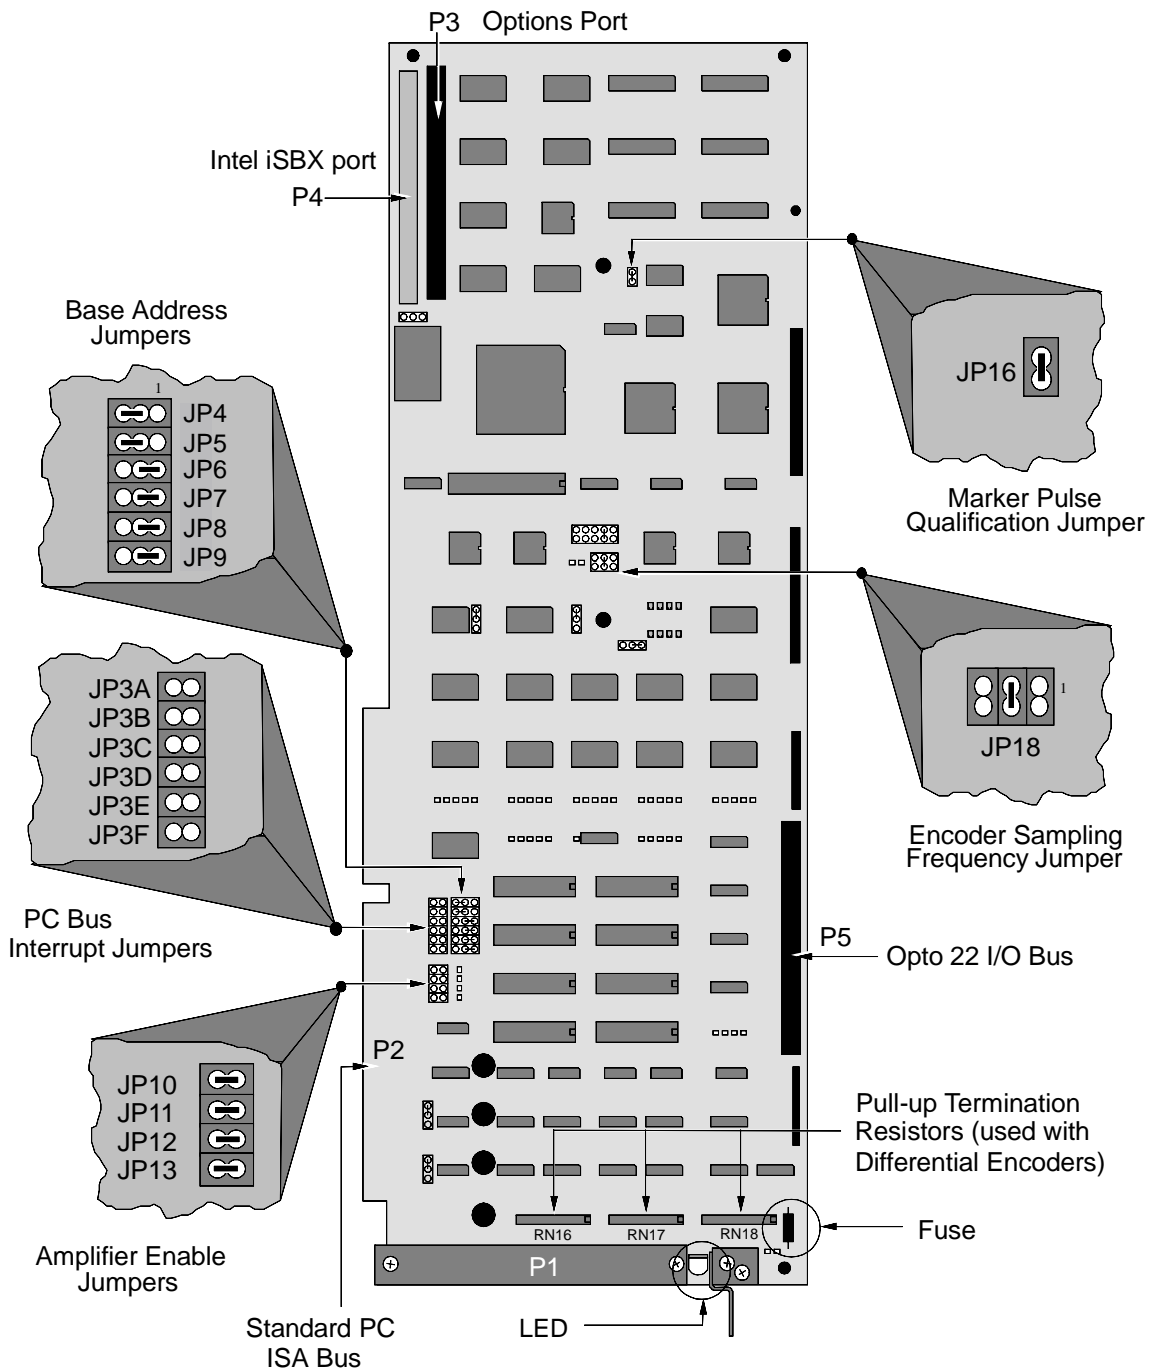 P3 Options Port
Intel iSBX port
P4
Base Address
Jumpers
1
JP4
JP5
JP6
JP7
JP8
JP9
JP16
Marker Pulse
Qualification Jumper
JP3A
JP3B
JP3C
JP3D
JP3E
JP3F
1
JP18
Encoder Sampling
Frequency Jumper
PC Bus
Interrupt Jumpers
P5
Opto 22 I/O Bus
P2
JP10
JP11
JP12
JP13
Pull-up Termination
Resistors (used with
Differential Encoders)
RN16
RN17
RN18
Fuse
Amplifier Enable
Jumpers
P1
Standard PC
ISA Bus
LED